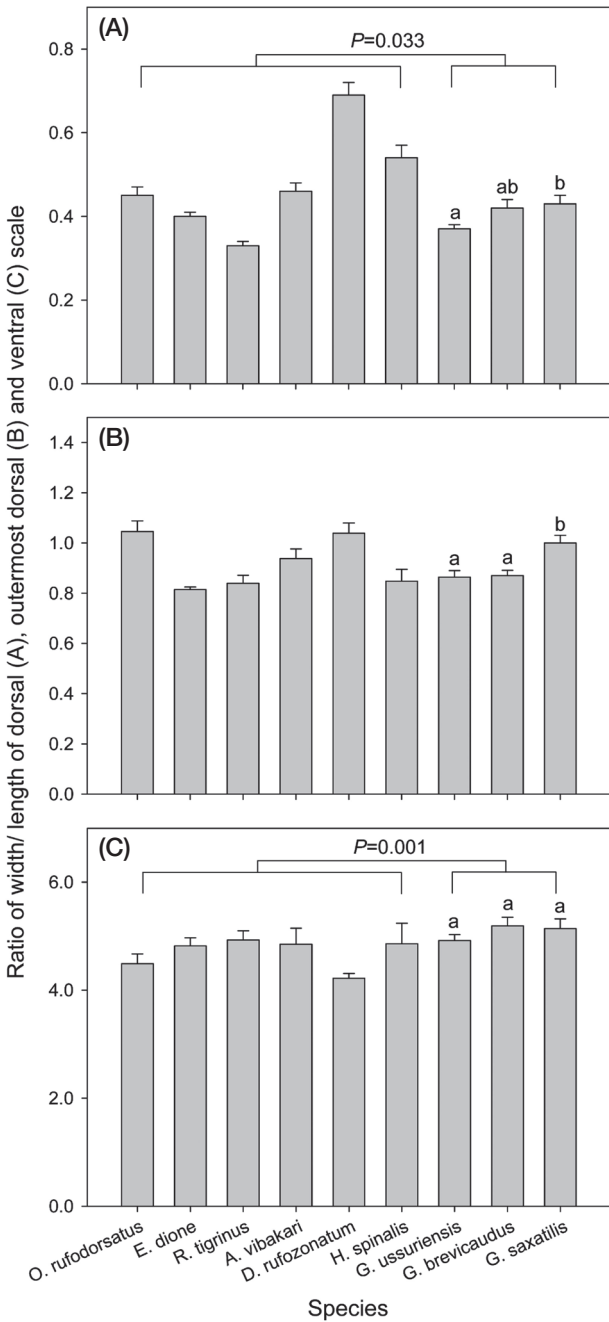 Ratio of width/ length of dorsal (A), outermost dorsal (B) and ventral (C) scale
(A)
P=0.033
0.8
0.6
0.4
0.2
0.0
a
ab
b
(B)
1.4
1.2
1.0
0.8
0.6
0.4
0.2
0.0
a
a
b
(C)
P=0.001
6.0
4.0
2.0
0.0
a
a
a
O. rufodorsatus
E. dione
R. tigrinus
A. vibakari
D. rufozonatum
H. spinalis
G. ussuriensis
G. brevicaudus
G. saxatilis
Species